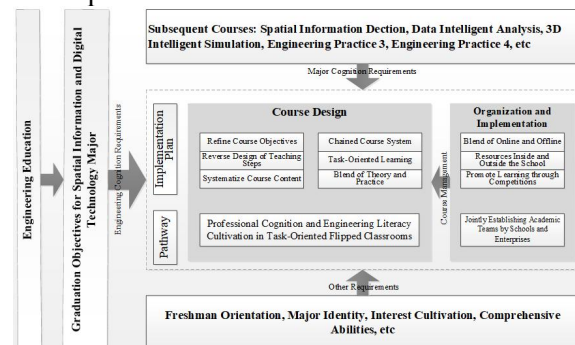 Subsequent Courses: Spatial Information Dection, Data Intelligent Analysis, 3D
Intelligent Simulation, Engineering Practice 3, Engineering Practice 4, etc
Major Cognition Requirements
Engineering Education
Graduation Objectives for Spatial Information and Digital
Technology Major
Engineering Cognition Requirements
Implementation
Plan
Pathway
Course Design
Refine Course Objectives
Reverse Design of Teaching
Steps
Systematize Course Content
Chained Course System
Task-Oriented Learning
Blend of Theory and
Practice
Professional Cognition and Engineering Literacy
Cultivation in Task-Oriented Flipped Classrooms
Course Management
Organization and
Implementation
Blend of Online and Offline
Resources Inside and
Outside the School
Promote Learning through
Competitions
Jointly Establishing Academic
Teams by Schools and
Enterprises
Other Requirements
Freshman Orientation, Major Identity, Interest Cultivation, Comprehensive
Abilities, etc